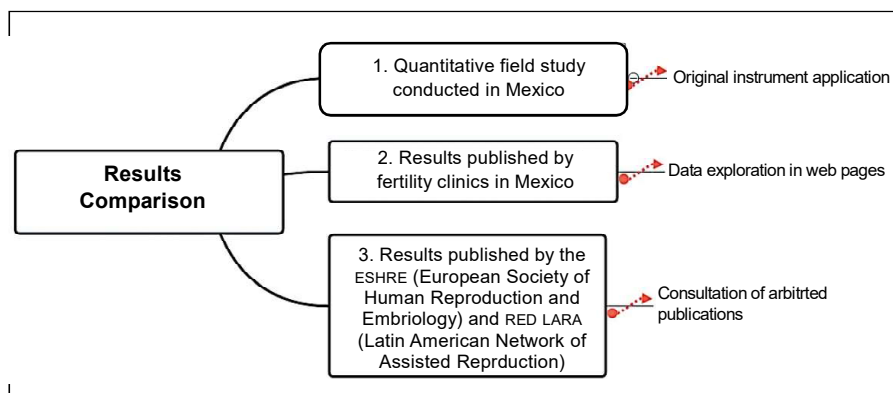 Results
Comparison
1. Quantitative field study
conducted in Mexico
Original instrument application
2. Results published by
fertility clinics in Mexico
Data exploration in web pages
3. Results published by the
ESHRE (European Society of
Human Reproduction and
Embriology) and RED LARA
(Latin American Network of
Assisted Reprduction)
Consultation of arbitrted
publications